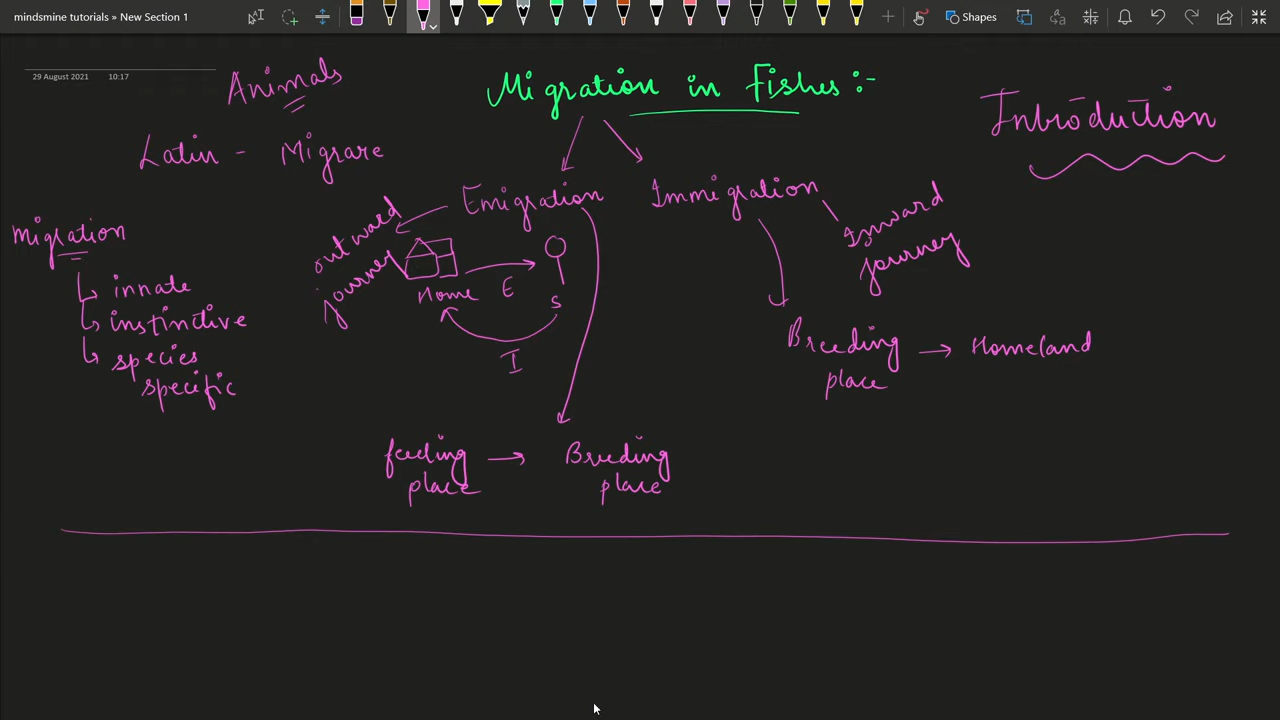 mindsmine tutorials » New Section 1
Shapes
29 August 2021 10:17
Animals
Migration in Fishes :-
Introduction
Latin - Migrare
Emigration
Immigration
Migration
innate
instinctive
species
specific
outward
journey
Home
E
S
I
Inward
journey
Breeding
place → Homeland
feeding
place → Breeding
place